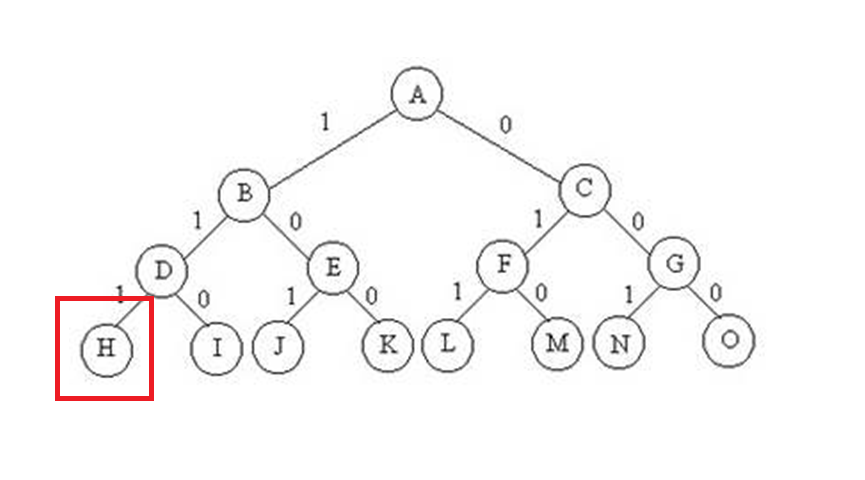 A
1 0
B C
1 0 1 0
D E F G
1 0 1 0 1 0 1 0
H I J K L M N O